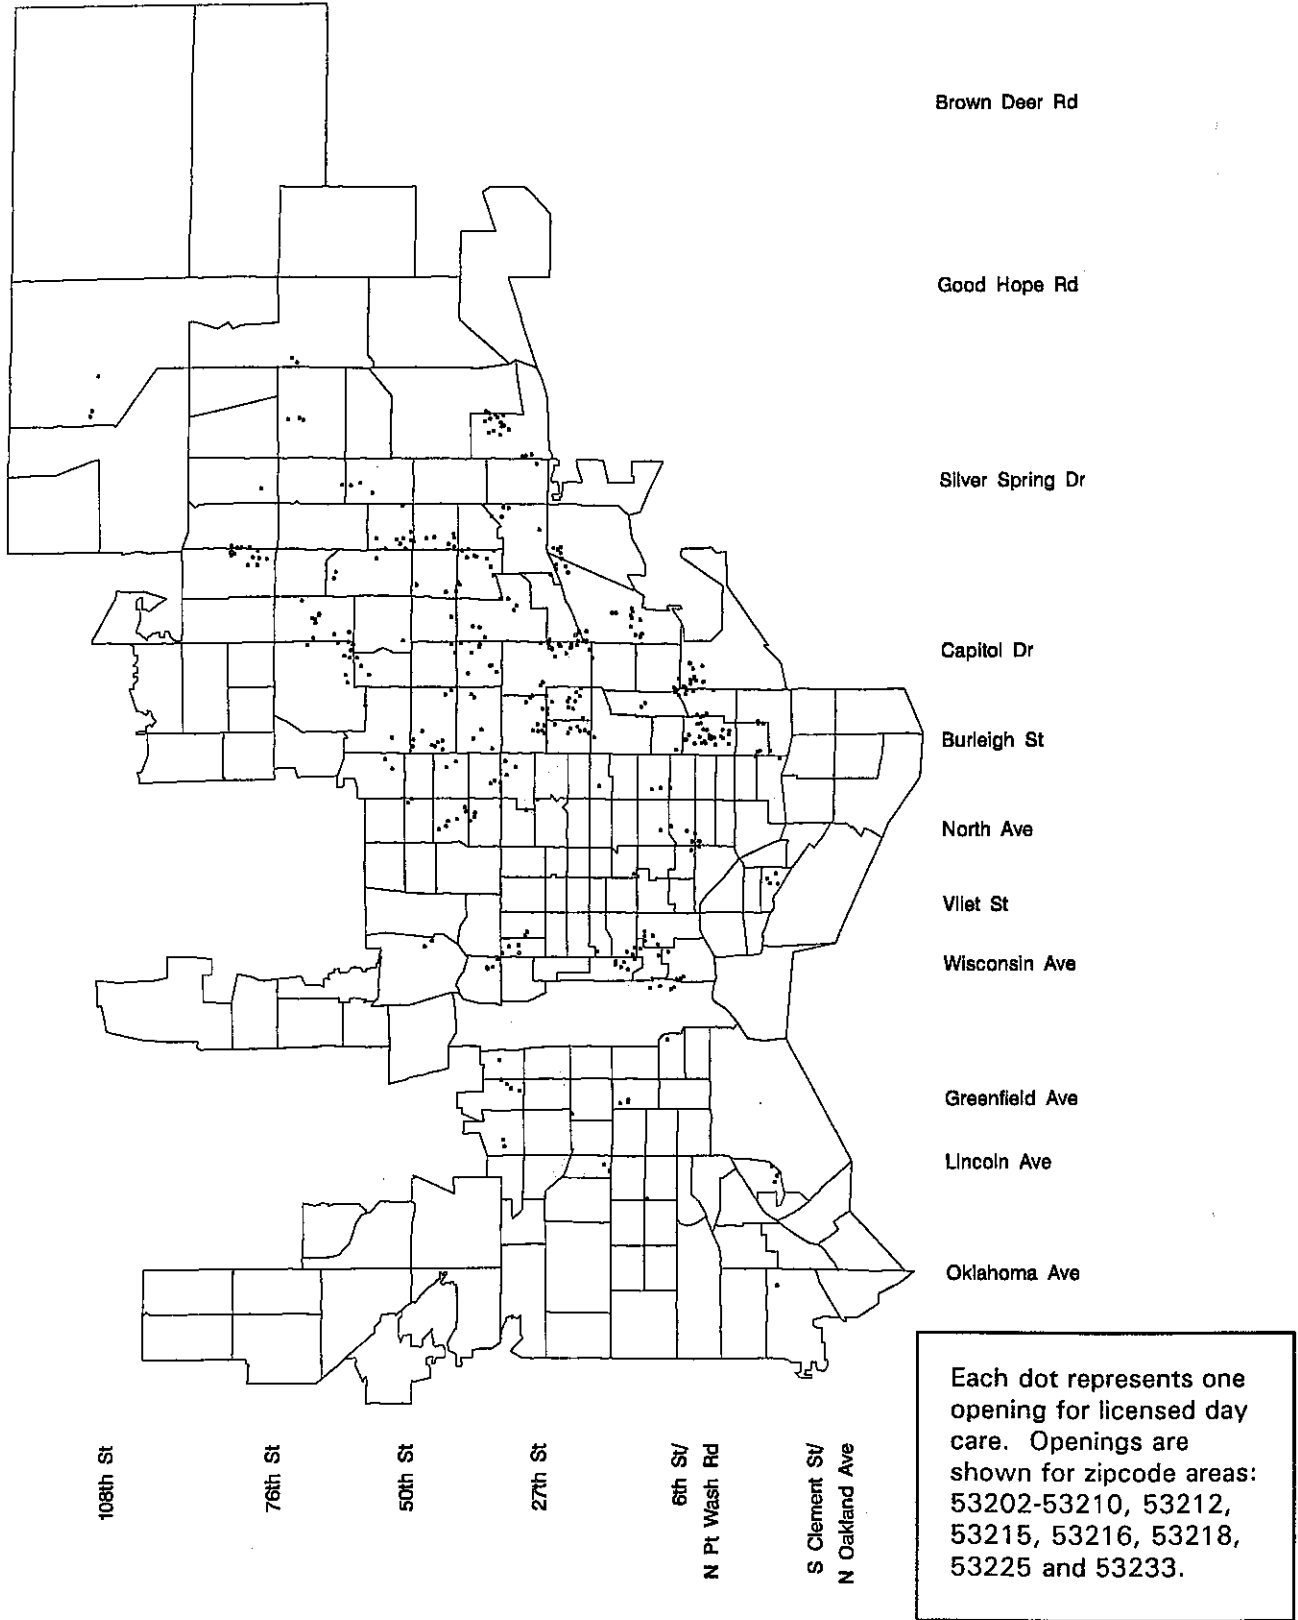 Brown Deer Rd
Good Hope Rd
Silver Spring Dr
Capitol Dr
Burleigh St
North Ave
Vliet St
Wisconsin Ave
Greenfield Ave
Lincoln Ave
Oklahoma Ave
108th St
76th St
50th St
27th St
6th St/
N Pt Wash Rd
S Clement St/
N Oakland Ave
Each dot represents one
opening for licensed day
care. Openings are
shown for zipcode areas:
53202-53210, 53212,
53215, 53216, 53218,
53225 and 53233.